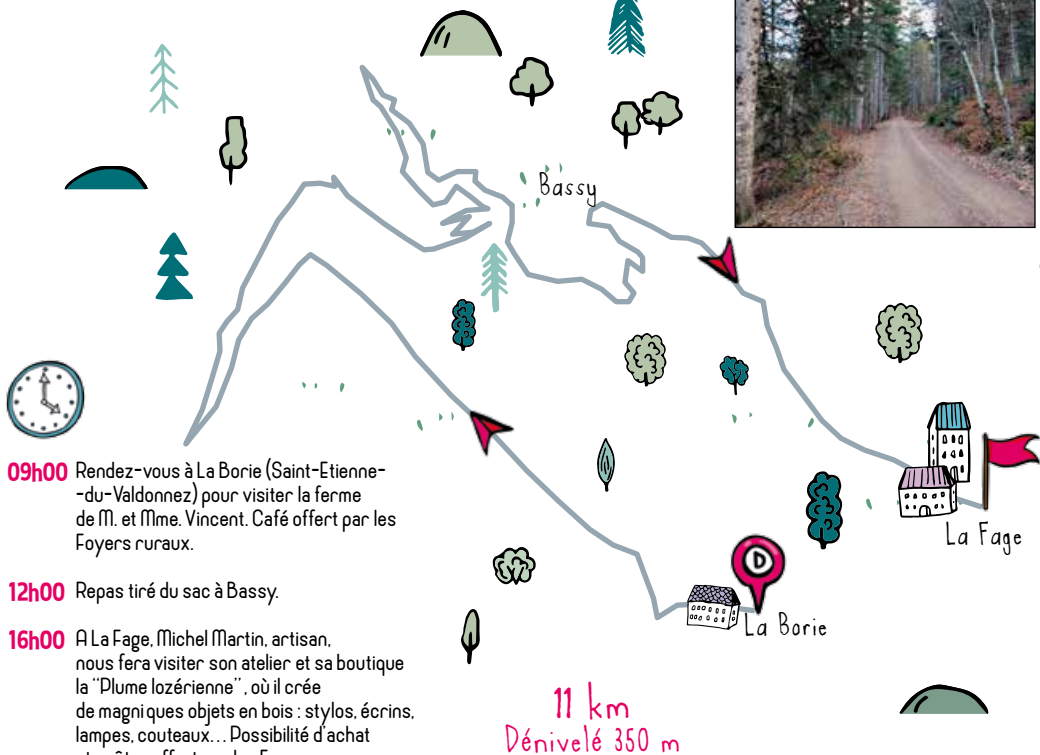 Bassy
09h00 Rendez-vous à La Borie (Saint-Etienne-
-du-Valdonnez) pour visiter la ferme
de M. et Mme. Vincent. Café offert par les
Foyers ruraux.
12h00 Repas tiré du sac à Bassy.
16h00 A La Fage, Michel Martin, artisan,
nous fera visiter son atelier et sa boutique
la "Plume lozérienne", où il crée
de magni ques objets en bois : stylos, écrins,
lampes, couteaux... Possibilité d'achat
La Fage
D
La Borie
11 km
Dénivelé 350 m